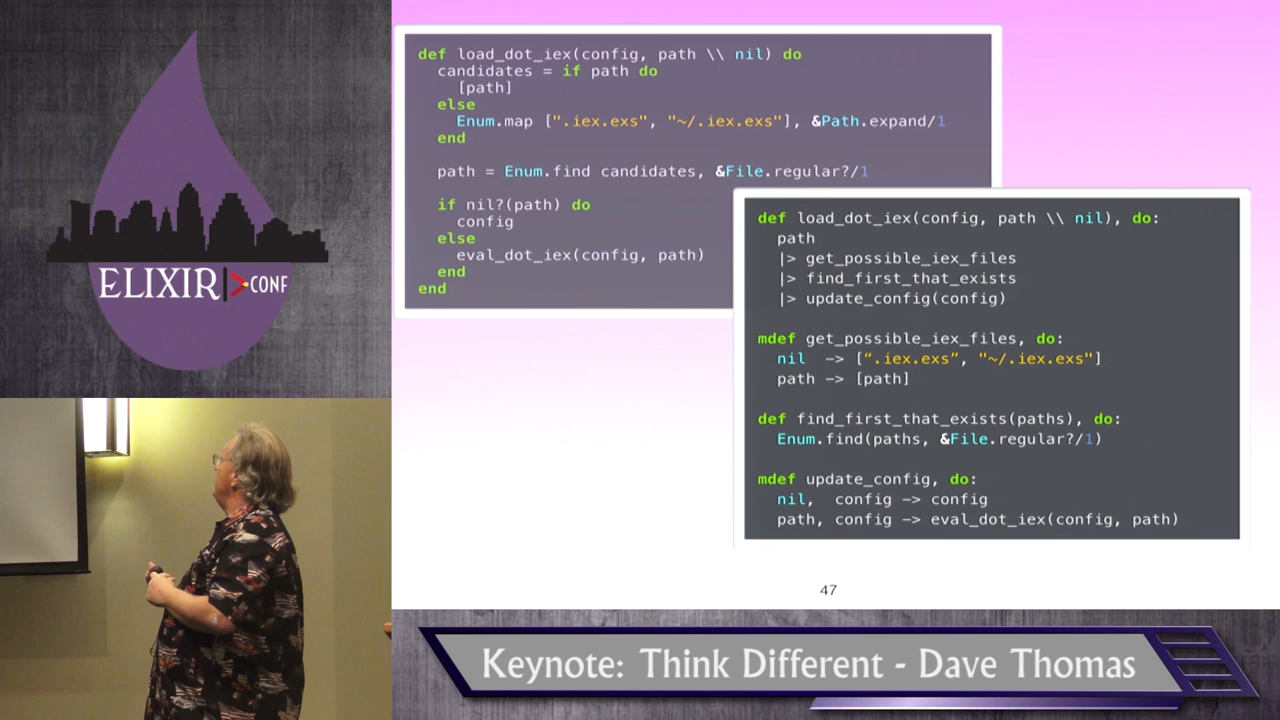 ELIXIR|>CONF
def load_dot_iex(config, path \\ nil) do
  candidates = if path do
    [path]
  else
    Enum.map [".iex.exs", "~/.iex.exs"], &Path.expand/1
  end

  path = Enum.find candidates, &File.regular?/1

  if nil?(path) do
    config
  else
    eval_dot_iex(config, path)
  end
end
def load_dot_iex(config, path \\ nil), do:
  path
  |> get_possible_iex_files
  |> find_first_that_exists
  |> update_config(config)

mdef get_possible_iex_files, do:
  nil  -> [“.iex.exs”, "~/.iex.exs"]
  path -> [path]

def find_first_that_exists(paths), do:
  Enum.find(paths, &File.regular?/1)

mdef update_config, do:
  nil,  config -> config
  path, config -> eval_dot_iex(config, path)
47
Keynote: Think Different - Dave Thomas